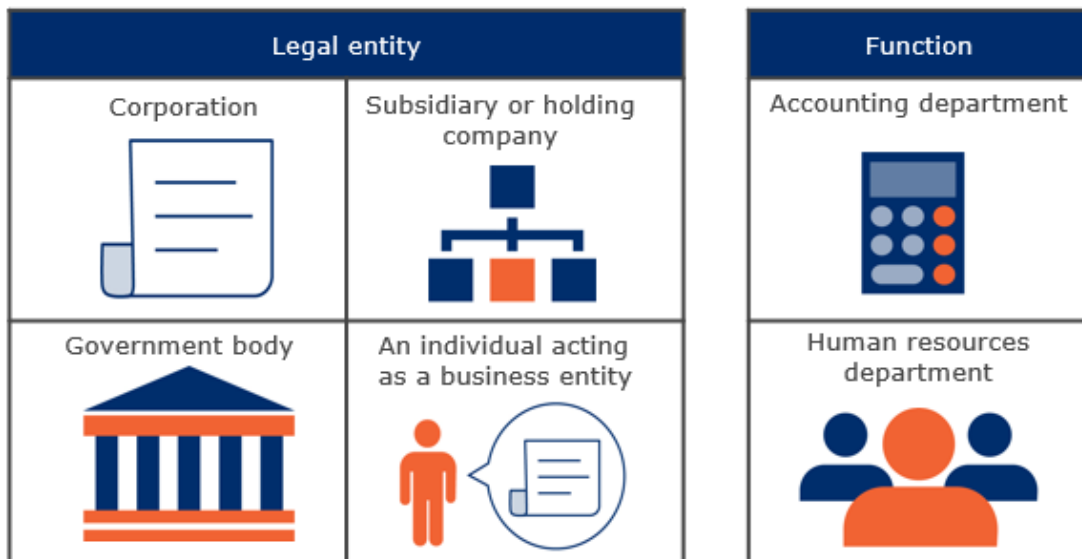 Legal entity
Corporation
Subsidiary or holding
company
Government body
An individual acting
as a business entity
Function
Accounting department
Human resources
department